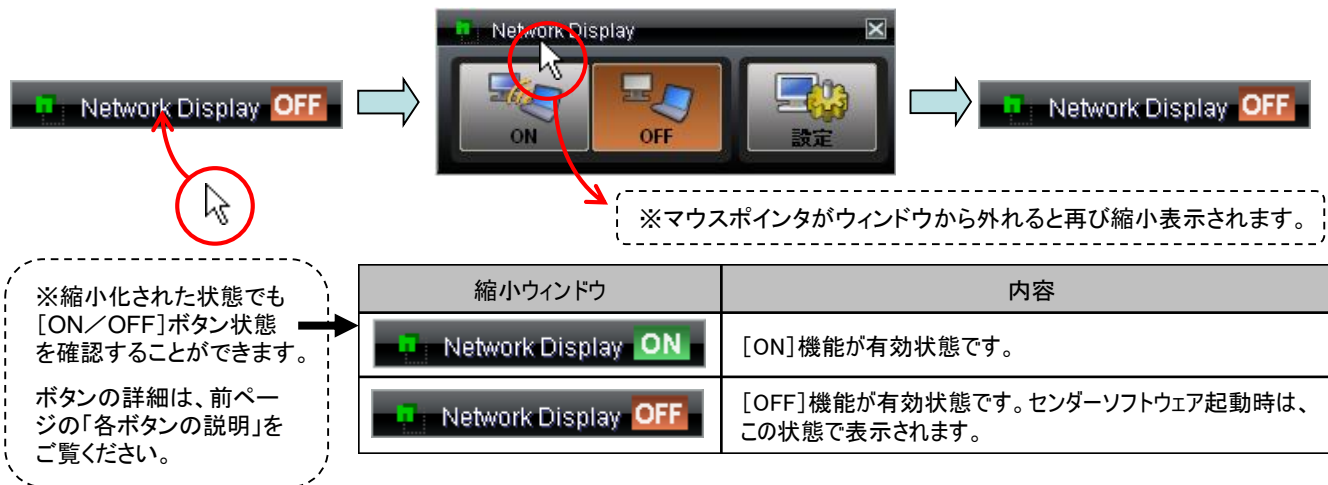 Network Display OFF
Network Display
ON
OFF
設定
Network Display OFF
※マウスポインタがウィンドウから外れると再び縮小表示されます。
※縮小化された状態でも
[ON／OFF]ボタン状態
を確認することができます。
ボタンの詳細は、前ペー
ジの「各ボタンの説明」を
ご覧ください。
縮小ウィンドウ
内容
Network Display ON
[ON]機能が有効状態です。
Network Display OFF
[OFF]機能が有効状態です。センダーソフトウェア起動時は、
この状態で表示されます。